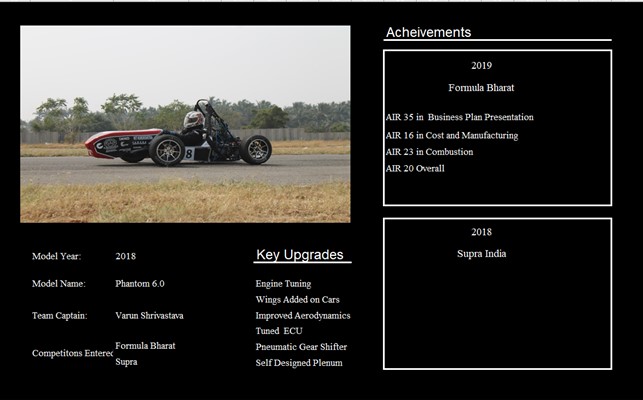 Acheivements
2019
Formula Bharat
AIR 35 in Business Plan Presentation
AIR 16 in Cost and Manufacturing
AIR 23 in Combustion
AIR 20 Overall
2018
Supra India
8
Model Year: 2018
Model Name: Phantom 6.0
Team Captain: Varun Shrivastava
Competitons Entered Formula Bharat
Supra
Key Upgrades
Engine Tuning
Wings Added on Cars
Improved Aerodynamics
Tuned ECU
Pneumatic Gear Shifter
Self Designed Plenum